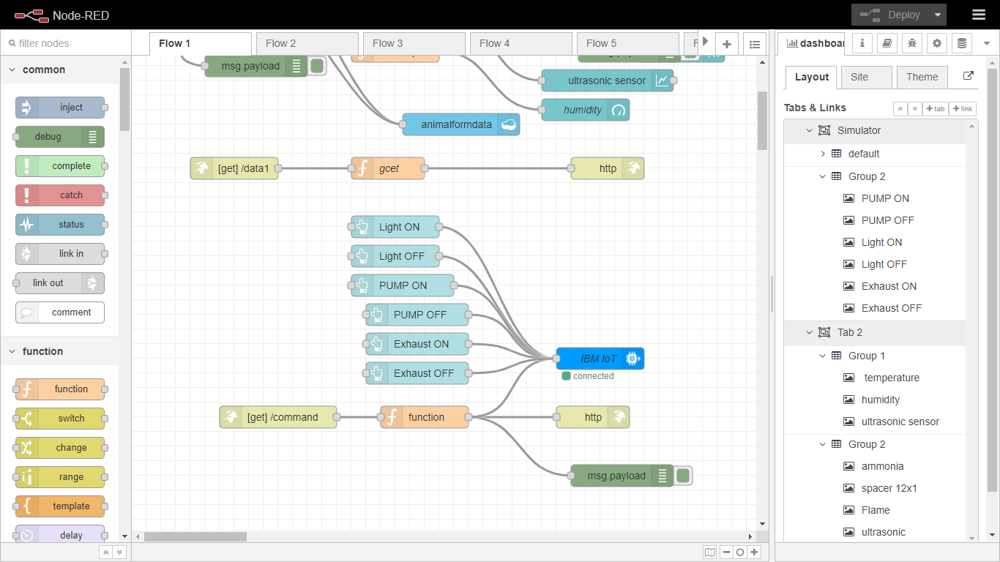 Node-RED
Deploy
filter nodes
common
inject
debug
complete
catch
status
link in
link out
comment
function
function
switch
change
range
template
delay
Flow 1
Flow 2
Flow 3
Flow 4
Flow 5
msg.payload
ultrasonic sensor
humidity
animalformdata
[get] /data1
gcet
http
Light ON
Light OFF
PUMP ON
PUMP OFF
Exhaust ON
Exhaust OFF
IBM IoT
connected
[get] /command
function
http
msg.payload
dashboar
Layout
Site
Theme
Tabs & Links
+ tab
+ link
Simulator
default
Group 2
PUMP ON
PUMP OFF
Light ON
Light OFF
Exhaust ON
Exhaust OFF
Tab 2
Group 1
temperature
humidity
ultrasonic sensor
Group 2
ammonia
spacer 12x1
Flame
ultrasonic